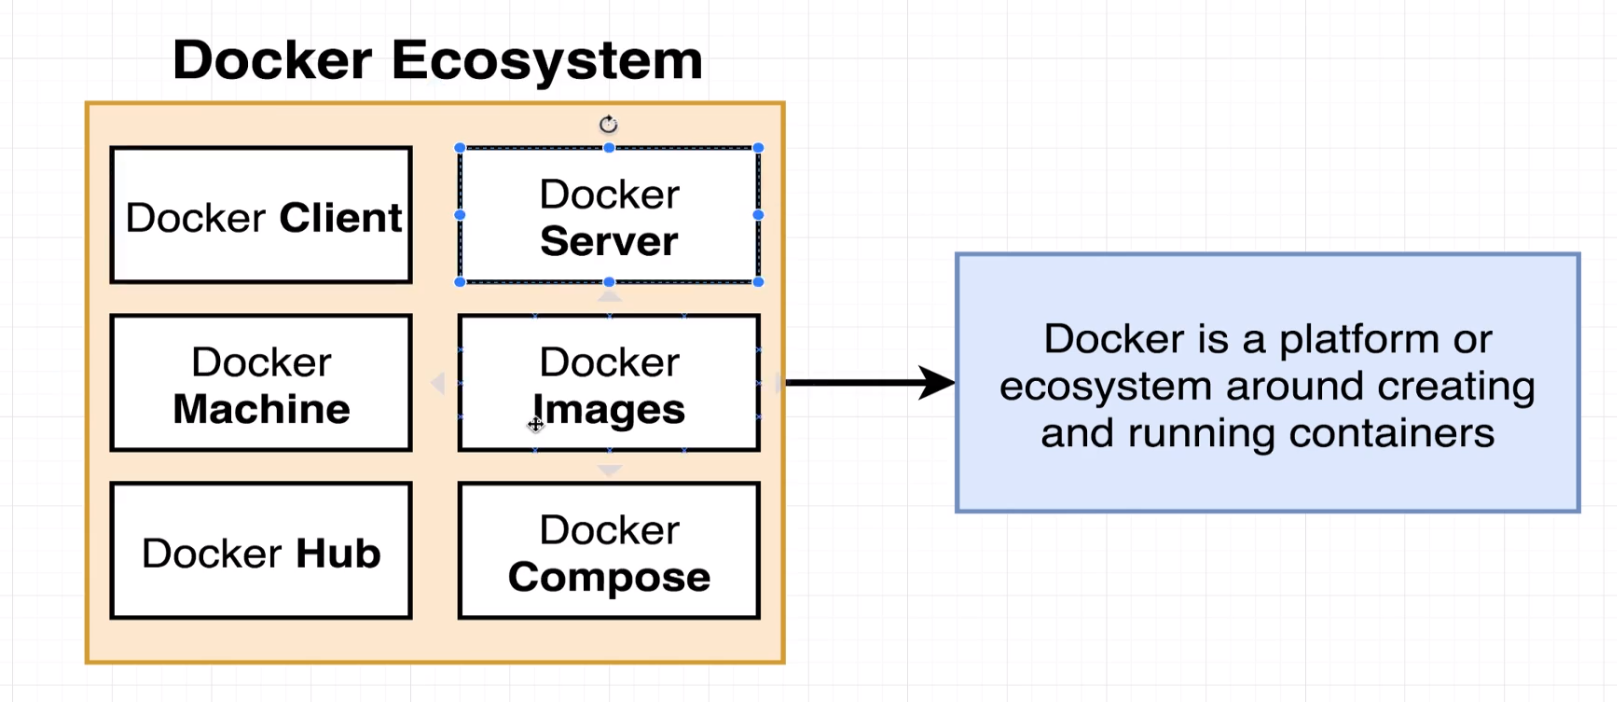 Docker Ecosystem
Docker Client
Docker
Server
Docker
Machine
Docker
Images
Docker Hub
Docker
Compose
Docker is a platform or
ecosystem around creating
and running containers